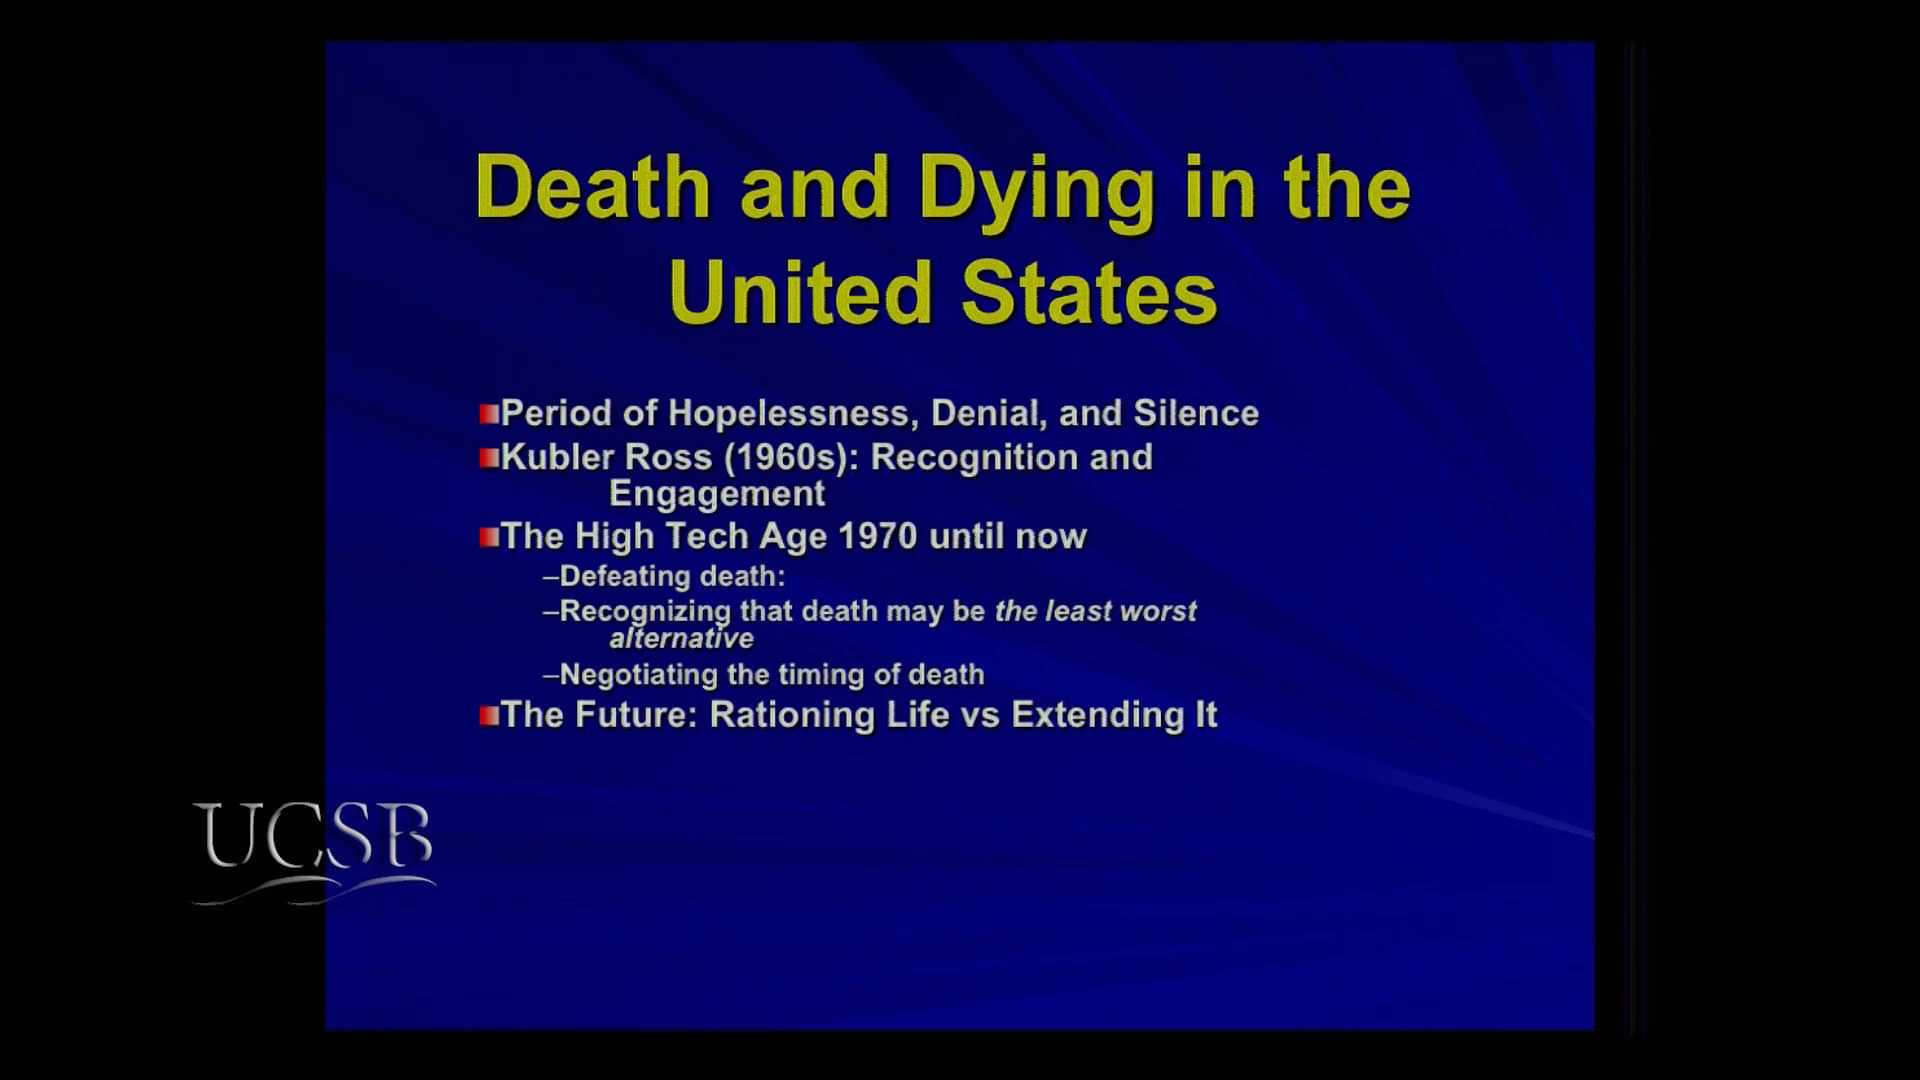 Death and Dying in the
United States
Period of Hopelessness, Denial, and Silence
Kubler Ross (1960s): Recognition and
Engagement
The High Tech Age 1970 until now
–Defeating death:
–Recognizing that death may be the least worst
alternative
–Negotiating the timing of death
The Future: Rationing Life vs Extending It
UCSB